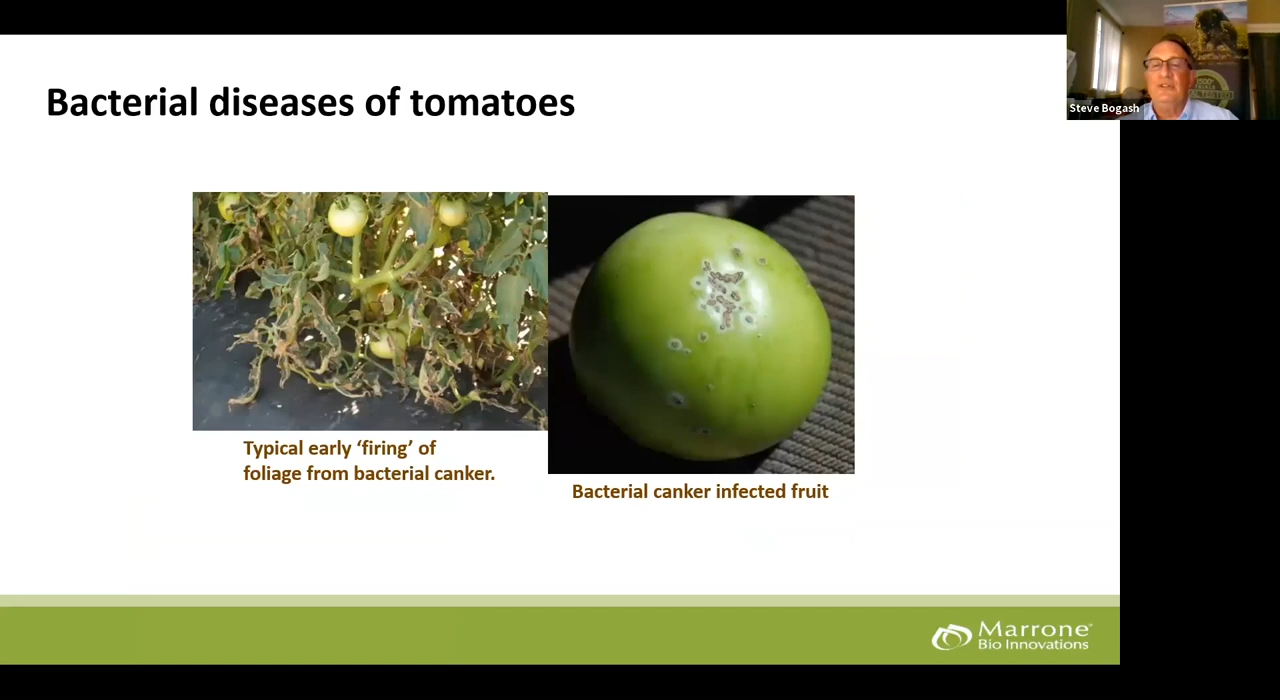 Bacterial diseases of tomatoes
Steve Bogash
Typical early ‘firing’ of
foliage from bacterial canker.
Bacterial canker infected fruit
Marrone
Bio Innovations